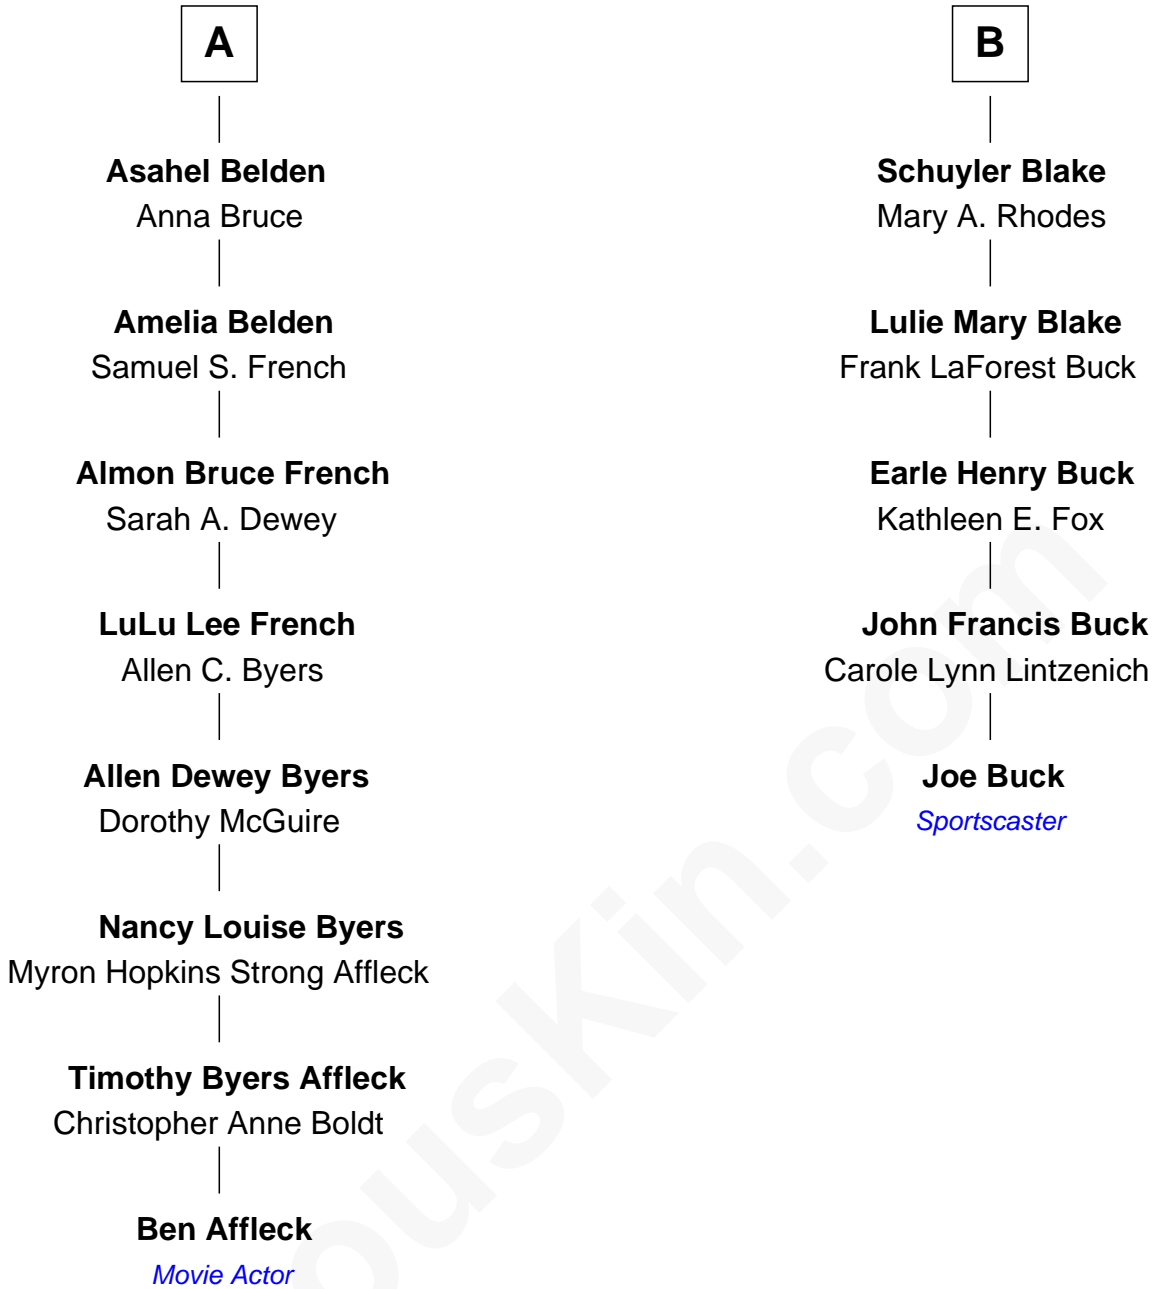 A
Asahel Belden
Anna Bruce
Amelia Belden
Samuel S. French
Almon Bruce French
Sarah A. Dewey
LuLu Lee French
Allen C. Byers
Allen Dewey Byers
Dorothy McGuire
Nancy Louise Byers
Myron Hopkins Strong Affleck
Timothy Byers Affleck
Christopher Anne Boldt
Ben Affleck
Movie Actor
B
Schuyler Blake
Mary A. Rhodes
Lulie Mary Blake
Frank LaForest Buck
Earle Henry Buck
Kathleen E. Fox
John Francis Buck
Carole Lynn Lintzenich
Joe Buck
Sportscaster
ousKin.com